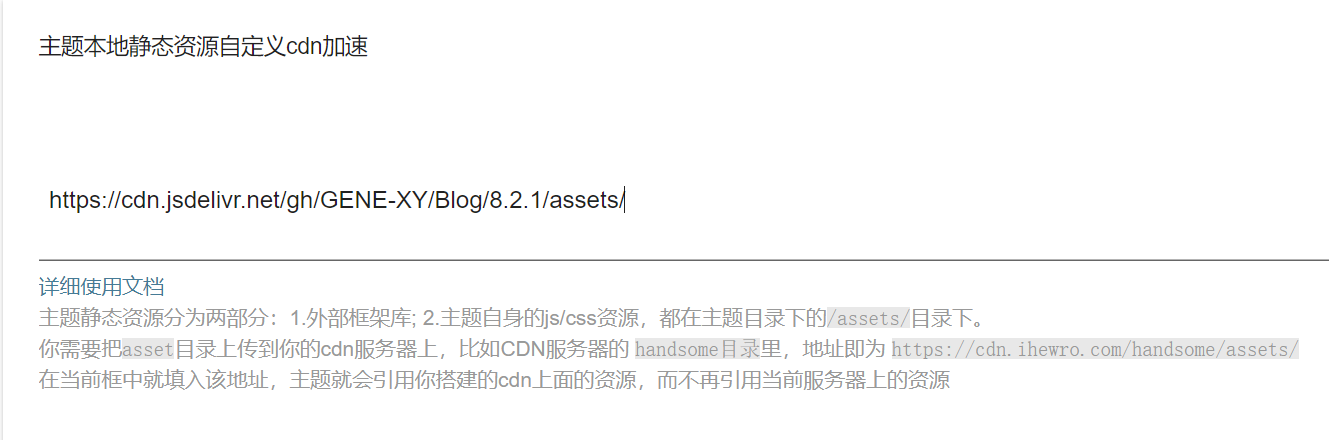 主题本地静态资源自定义cdn加速
https://cdn.jsdelivr.net/gh/GENE-XY/Blog/8.2.1/assets/
详细使用文档
主题静态资源分为两部分：1.外部框架库; 2.主题自身的js/css资源，都在主题目录下的/assets/目录下。
你需要把asset目录上传到你的cdn服务器上，比如CDN服务器的 handsome目录里，地址即为 https://cdn.ihewro.com/handsome/assets/
在当前框中就填入该地址，主题就会引用你搭建的cdn上面的资源，而不再引用当前服务器上的资源